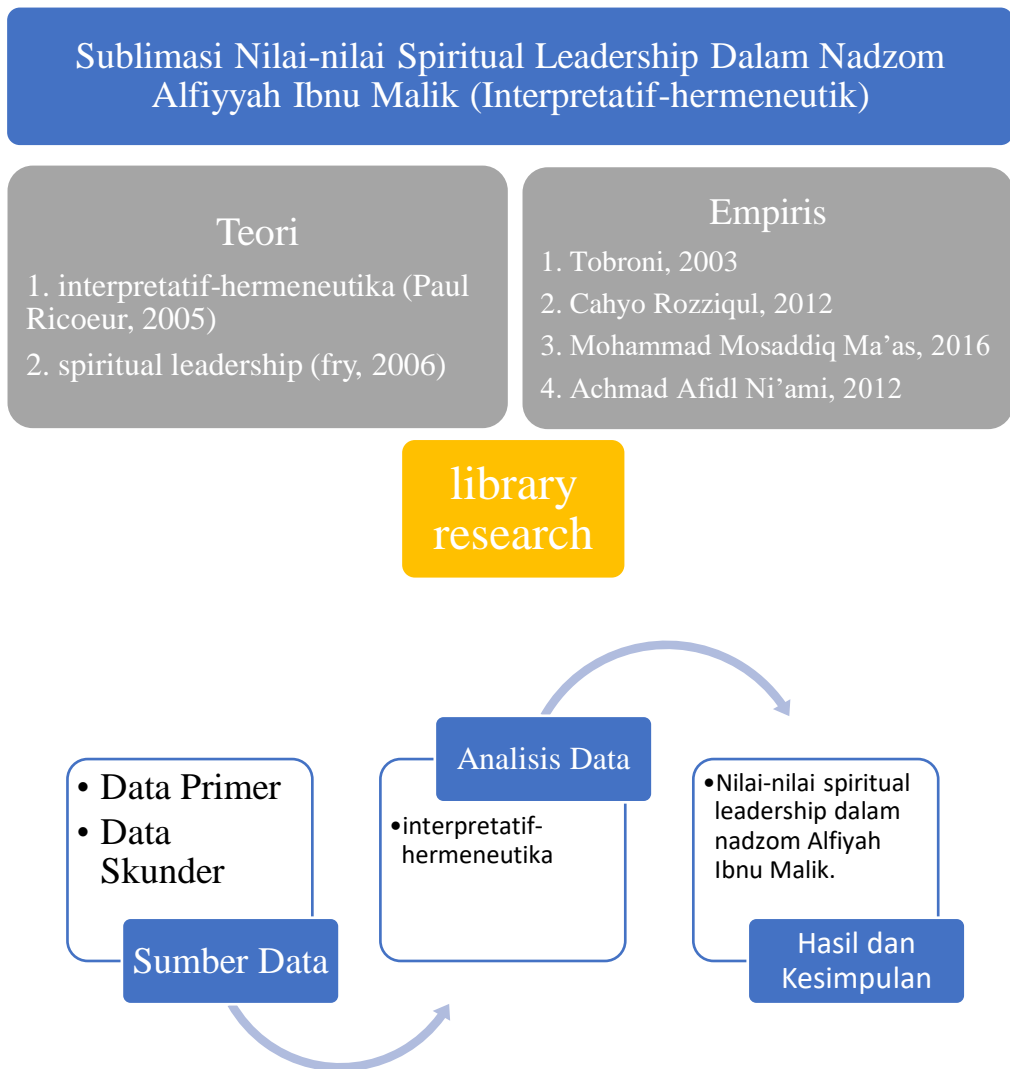 Sublimasi Nilai-nilai Spiritual Leadership Dalam Nadzom
Alfiyyah Ibnu Malik (Interpretatif-hermeneutik)
Teori
1. interpretatif-hermeneutika (Paul
Ricoeur, 2005)
2. spiritual leadership (fry, 2006)
Empiris
1. Tobroni, 2003
2. Cahyo Rozziqul, 2012
3. Mohammad Mosaddiq Ma’as, 2016
4. Achmad Afidl Ni’ami, 2012
library
research
• Data Primer
• Data
Skunder
Sumber Data
Analisis Data
•interpretatif-
hermeneutika
•Nilai-nilai spiritual
leadership dalam
nadzom Alfiyah
Ibnu Malik.
Hasil dan
Kesimpulan